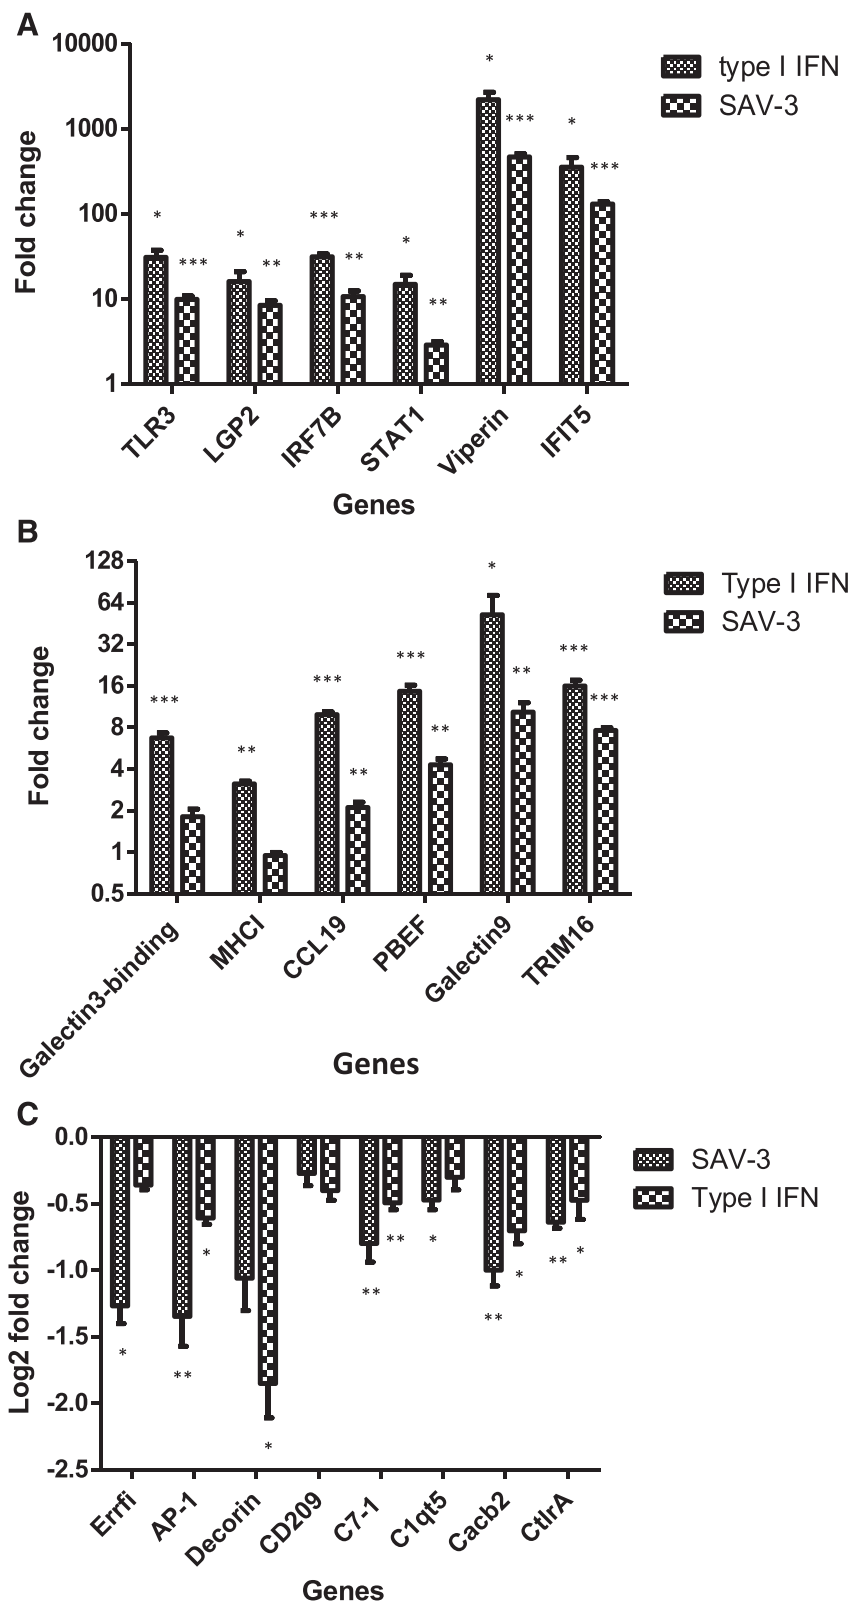 A
10000
1000
100
10
1
Fold change
* *** * ** *** ** * ** * *** * ***
type I IFN
SAV-3
TLR3 LGP2 IRF7B STAT1 Viperin IFIT5
Genes
B
128
64
32
16
8
4
2
1
0.5
Fold change
*** ** *** ** *** ** * ** *** ***
Type I IFN
SAV-3
Galectin3-binding MHCI CCL19 PBEF Galectin9 TRIM16
Genes
C
0.0
-0.5
-1.0
-1.5
-2.0
-2.5
Log2 fold change
* ** * * ** ** * ** * ** *
SAV-3
Type I IFN
Errfi AP-1 Decorin CD209 C7-1 C1qt5 Cacb2 CtlrA
Genes